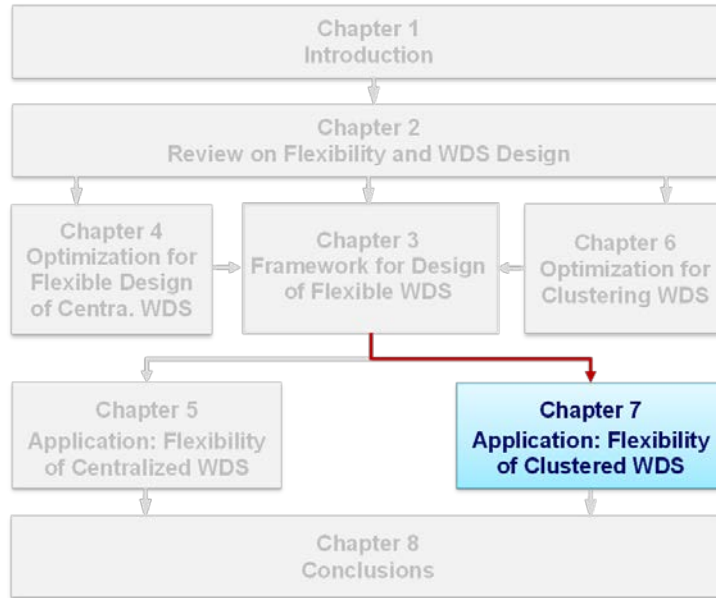 Chapter 1
Introduction
Chapter 2
Review on Flexibility and WDS Design
Chapter 4
Optimization for
Flexible Design
of Centra. WDS
Chapter 3
Framework for Design
of Flexible WDS
Chapter 6
Optimization for
Clustering WDS
Chapter 5
Application: Flexibility
of Centralized WDS
Chapter 7
Application: Flexibility
of Clustered WDS
Chapter 8
Conclusions